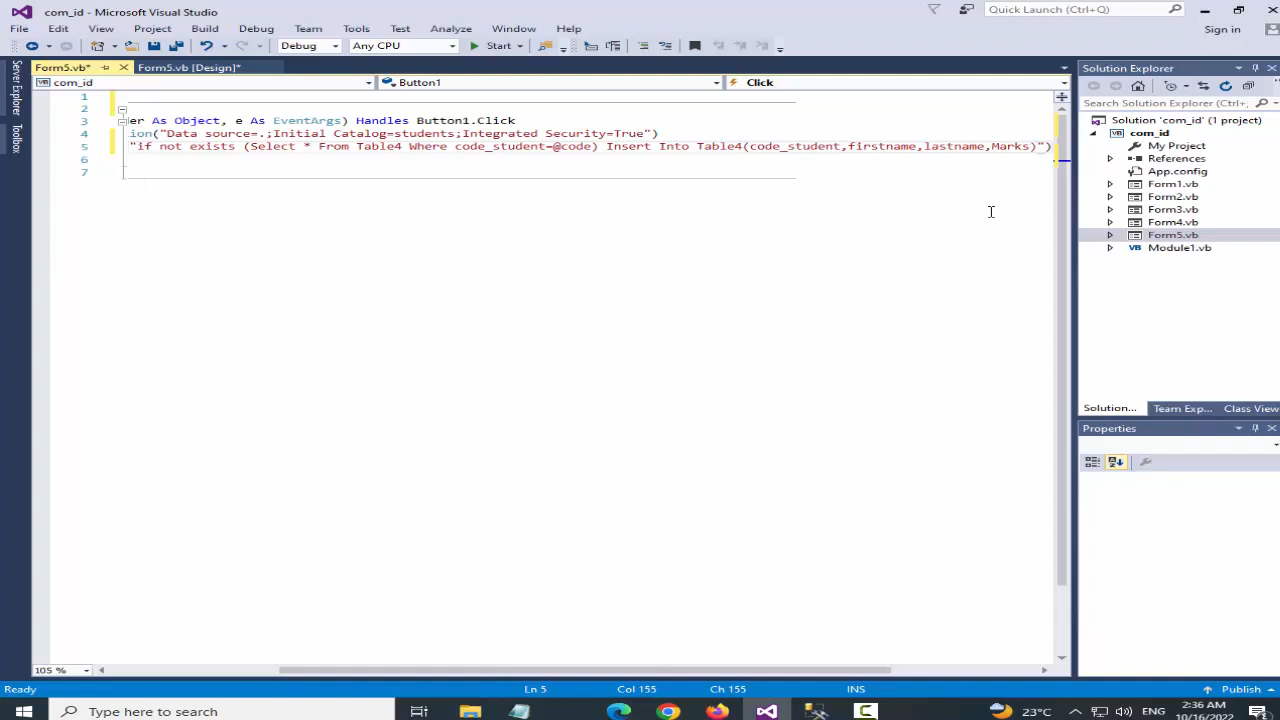 com_id - Microsoft Visual Studio
Quick Launch (Ctrl+Q)
File Edit View Project Build Debug Team Tools Test Analyze Window Help
Sign in
Debug Any CPU Start
Form5.vb* Form5.vb [Design]*
com_id Button1 Click
Server Explorer
Toolbox
1
2
3 er As Object, e As EventArgs) Handles Button1.Click
4 ion("Data source=.;Initial Catalog=students;Integrated Security=True")
5 "if not exists (Select * From Table4 Where code_student=@code) Insert Into Table4(code_student,firstname,lastname,Marks)")
6
7
Solution Explorer
Search Solution Explorer (Ctrl+;)
Solution 'com_id' (1 project)
com_id
My Project
References
App.config
Form1.vb
Form2.vb
Form3.vb
Form4.vb
Form5.vb
Module1.vb
Solution... Team Exp... Class View
Properties
105 %
Ready Ln 5 Col 155 Ch 155 INS Publish
Type here to search
23°C ENG 2:36 AM
10/16/2022